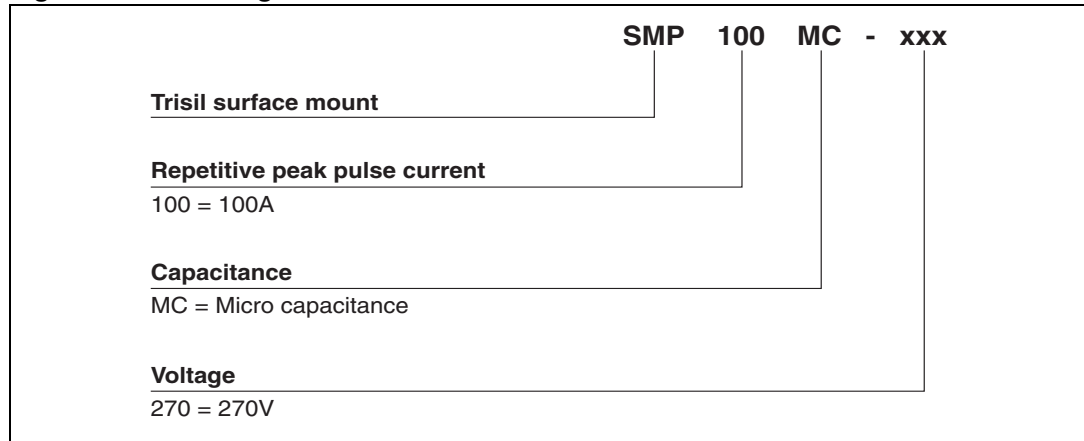 SMP 100 MC - xxx
Trisil surface mount
Repetitive peak pulse current
100 = 100A
Capacitance
MC = Micro capacitance
Voltage
270 = 270V